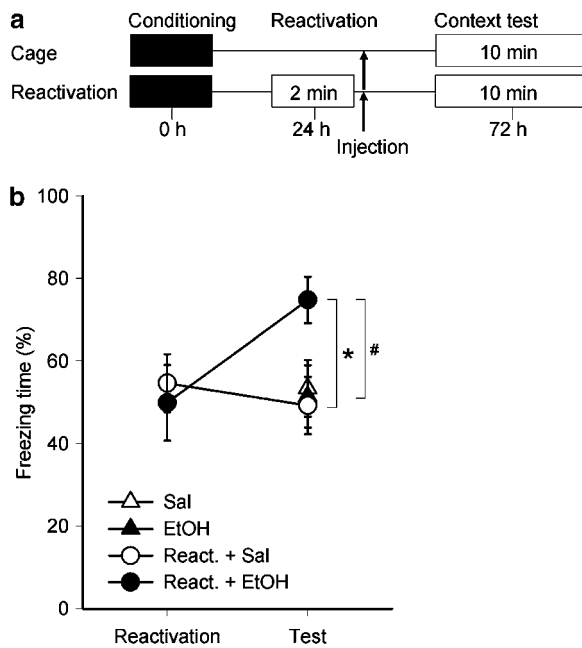 a
Conditioning Reactivation Context test
Cage 10 min
Reactivation 2 min 10 min
0 h 24 h 72 h
Injection
b
100
80
60
40
20
0
Freezing time (%)
*
#
Sal
EtOH
React. + Sal
React. + EtOH
Reactivation Test